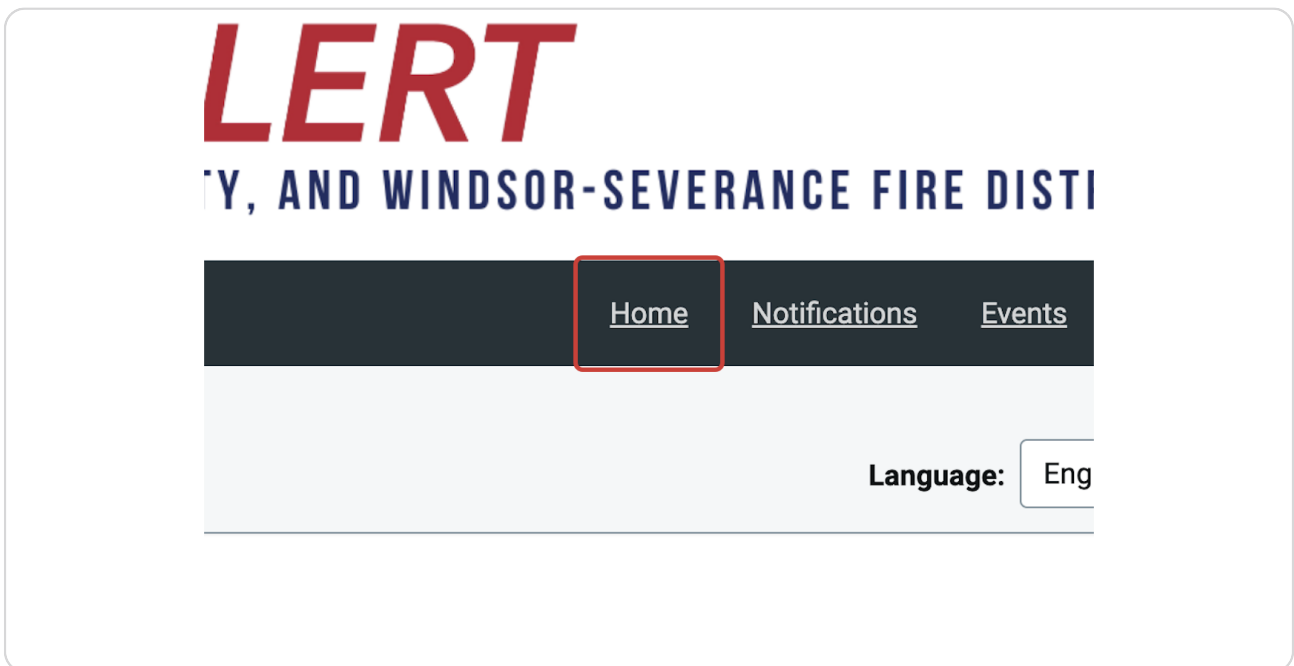 LERT
TY, AND WINDSOR-SEVERANCE FIRE DIST
Home Notifications Events
Language: Eng